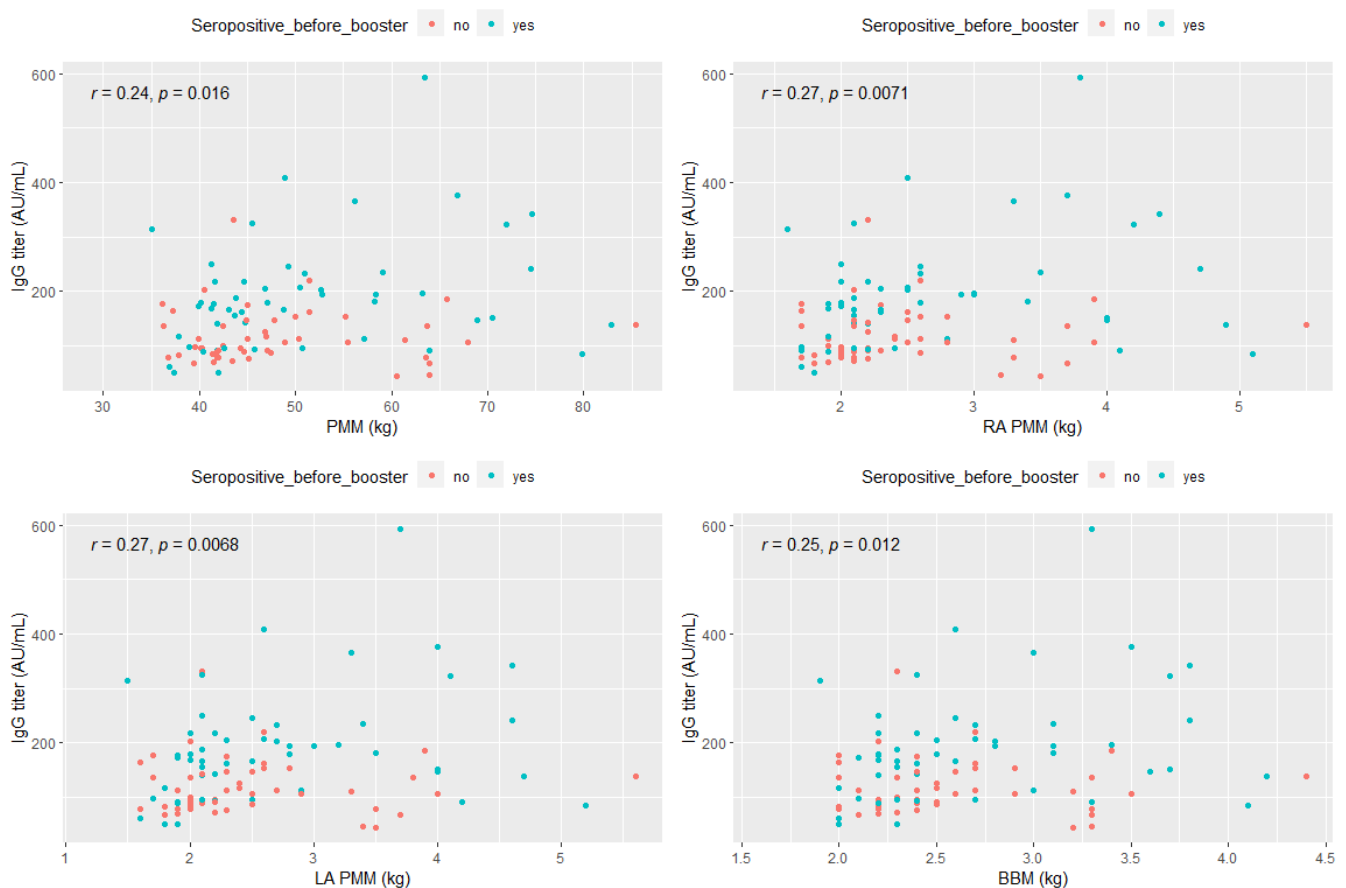 Seropositive_before_booster no yes
600
r = 0.24, p = 0.016
400
200
IgG titer (AU/mL)
30 40 50 60 70 80
PMM (kg)
Seropositive_before_booster no yes
600
r = 0.27, p = 0.0071
400
200
IgG titer (AU/mL)
2 3 4 5
RA PMM (kg)
Seropositive_before_booster no yes
600
r = 0.27, p = 0.0068
400
200
IgG titer (AU/mL)
1 2 3 4 5
LA PMM (kg)
Seropositive_before_booster no yes
600
r = 0.25, p = 0.012
400
200
IgG titer (AU/mL)
1.5 2.0 2.5 3.0 3.5 4.0 4.5
BBM (kg)